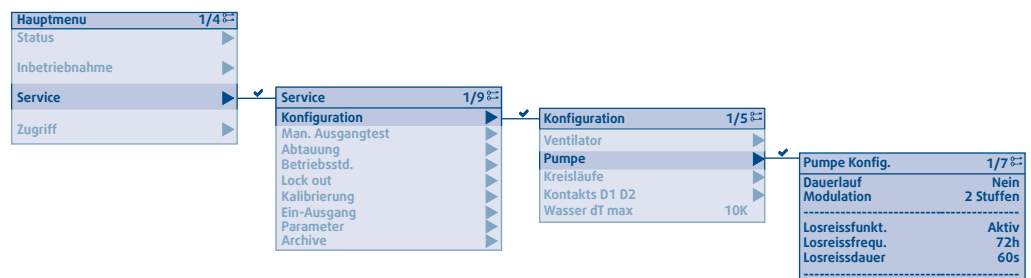 Hauptmenu 1/4
Status
Inbetriebnahme
Service
Zugriff
Service 1/9
Konfiguration
Man. Ausgangtest
Abtauung
Betriebsstd.
Lock out
Kalibrierung
Ein-Ausgang
Parameter
Archive
Konfiguration 1/5
Ventilator
Pumpe
Kreisläufe
Kontakts D1 D2
Wasser dT max 10K
Pumpe Konfig. 1/7
Dauerlauf Nein
Modulation 2 Stuffen
Losreissfunkt. Aktiv
Losreissfrequ. 72h
Losreissdauer 60s